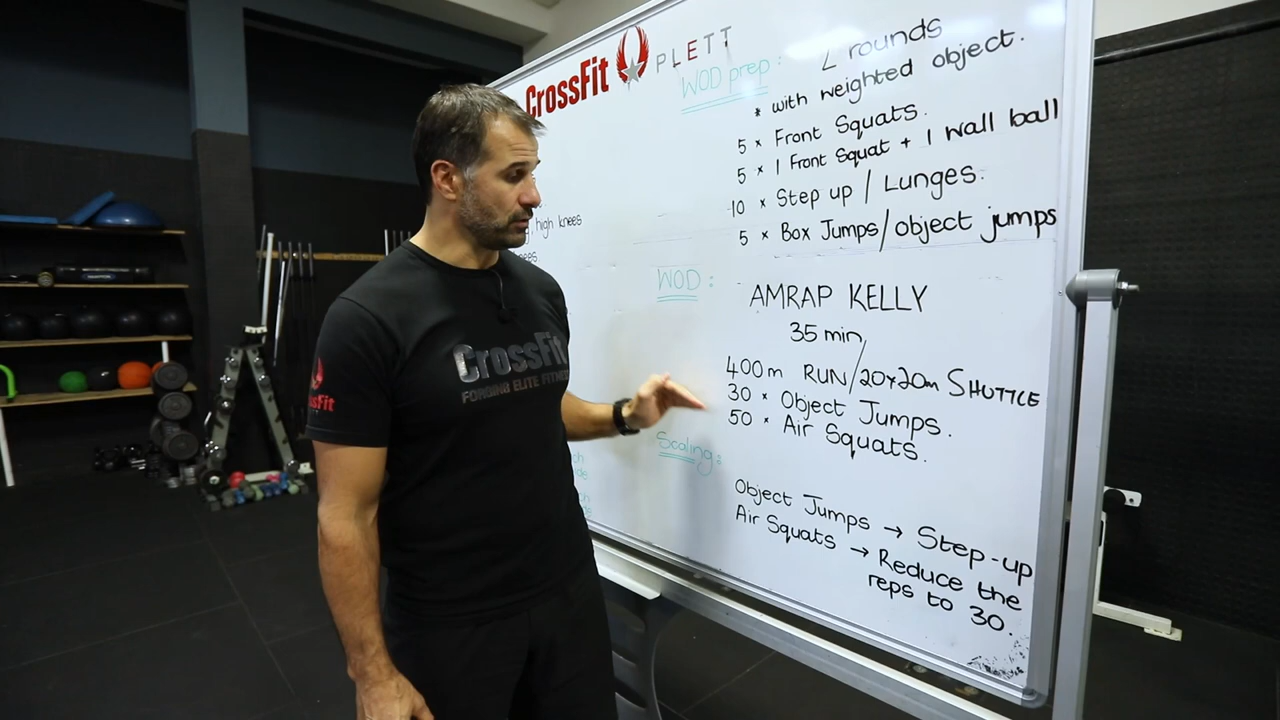 CrossFit PLETT
WOD prep: 2 rounds
* with weighted object.
5 × Front Squats.
5 × 1 Front Squat + 1 wall ball
10 × Step up / Lunges.
5 × Box Jumps/object jumps
high knees
WOD:
AMRAP KELLY
35 min
400m RUN/20x20m SHUTTLE
30 × Object Jumps.
50 × Air Squats.
Scaling:
Object Jumps → Step-up
Air Squats → Reduce the
reps to 30.
CrossFit
FORGING ELITE FITNE